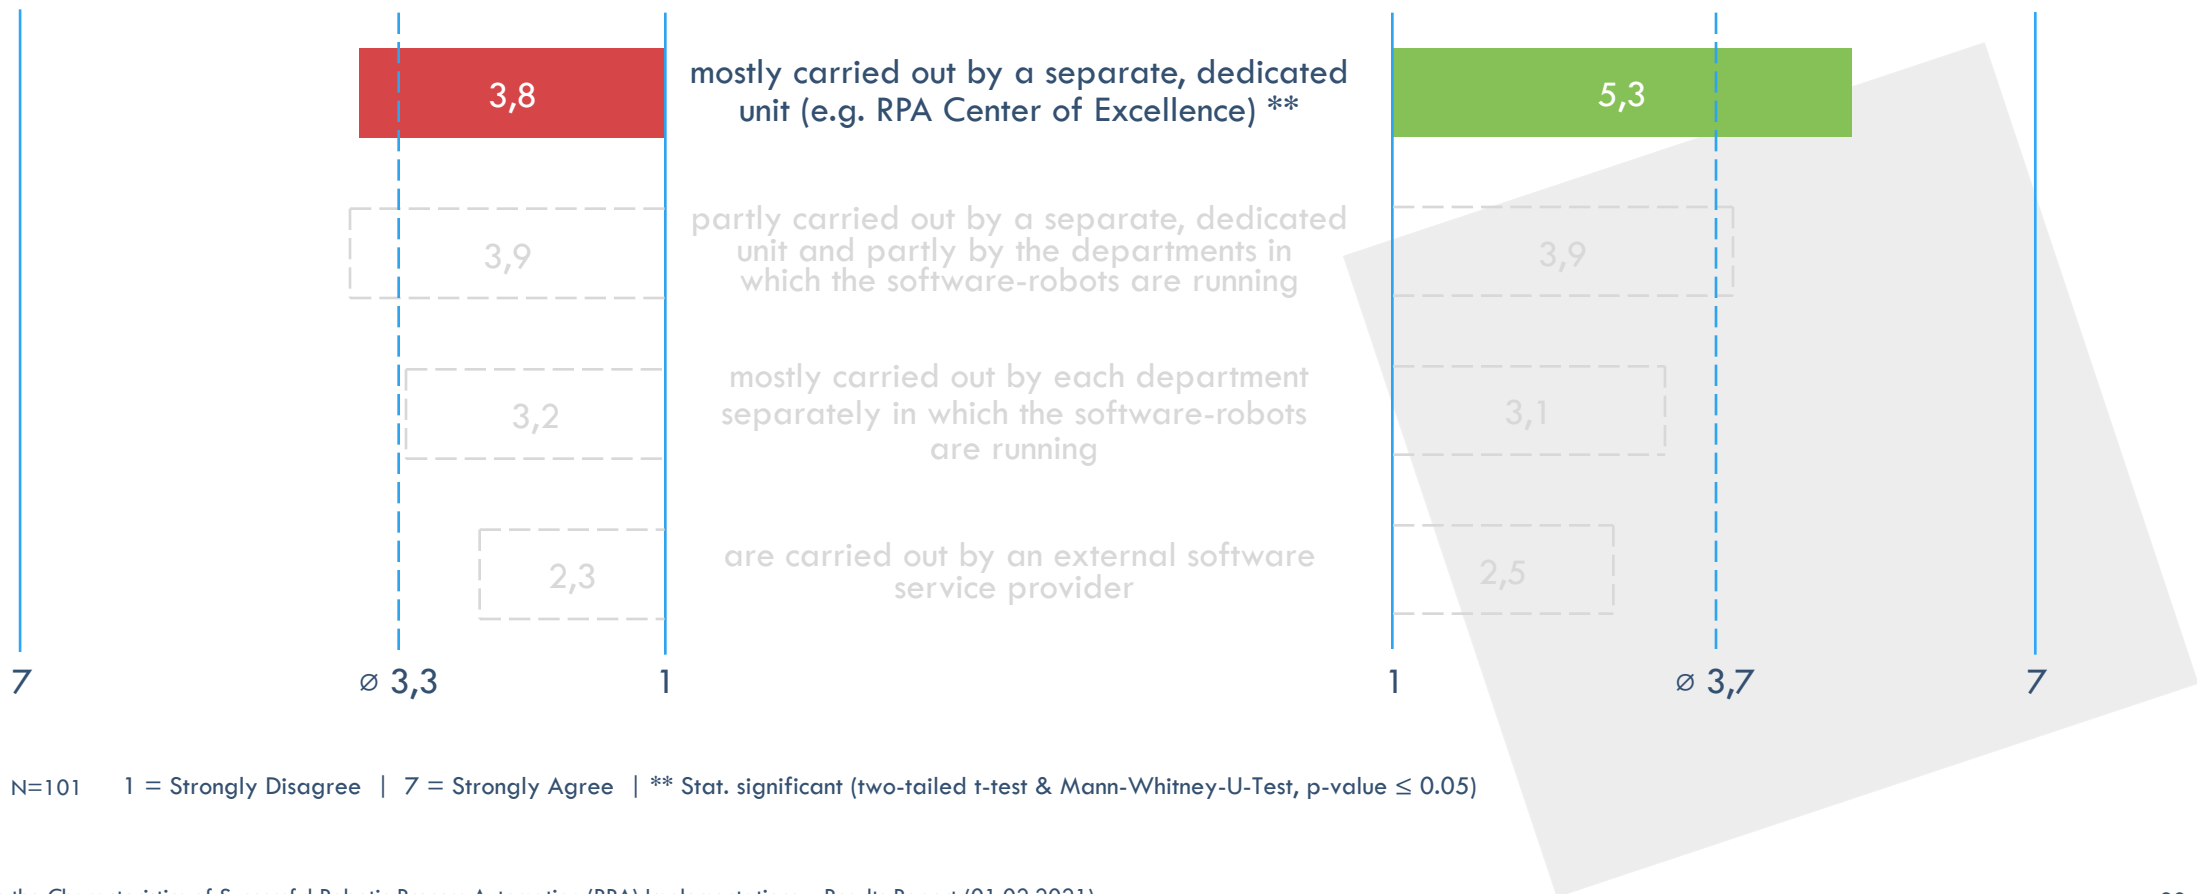 3,8
mostly carried out by a separate, dedicated
unit (e.g. RPA Center of Excellence) **
5,3
3,9
partly carried out by a separate, dedicated
unit and partly by the departments in
which the software-robots are running
3,9
3,2
mostly carried out by each department
separately in which the software-robots
are running
3,1
2,3
are carried out by an external software
service provider
2,5
7
⌀ 3,3
1
1
⌀ 3,7
7
N=101 1 = Strongly Disagree | 7 = Strongly Agree | ** Stat. significant (two-tailed t-test & Mann-Whitney-U-Test, p-value ≤ 0.05)